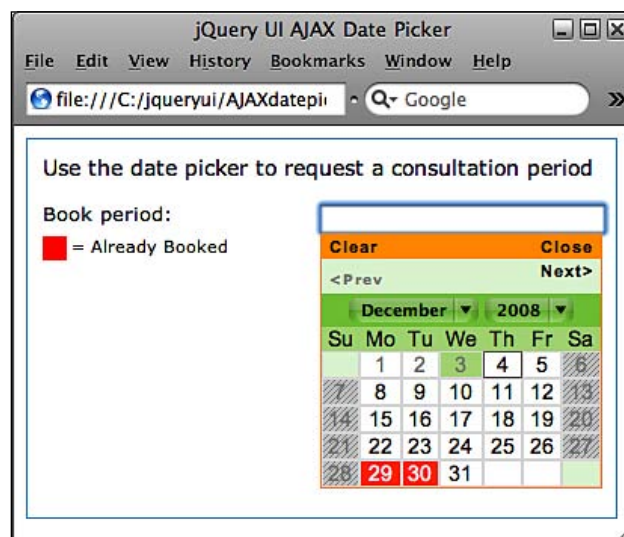 jQuery UI AJAX Date Picker
File Edit View History Bookmarks Window Help
file:///C:/jqueryui/AJAXdatepi Google »
Use the date picker to request a consultation period
Book period:
= Already Booked
Clear Close
<Prev Next>
December 2008
Su Mo Tu We Th Fr Sa
1 2 3 4 5 6
7 8 9 10 11 12 13
14 15 16 17 18 19 20
21 22 23 24 25 26 27
28 29 30 31